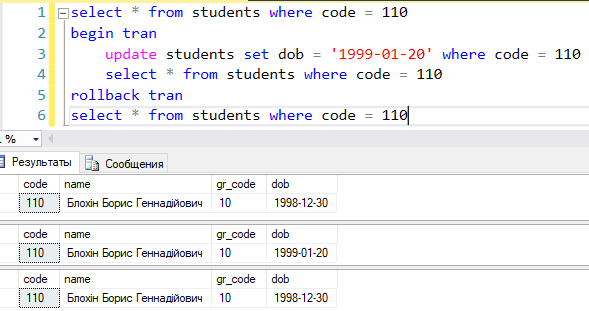 1 select * from students where code = 110
2 begin tran
3 update students set dob = '1999-01-20' where code = 110
4 select * from students where code = 110
5 rollback tran
6 select * from students where code = 110
%
Результаты Сообщения
code name gr_code dob
110 Блохін Борис Геннадійович 10 1998-12-30
code name gr_code dob
110 Блохін Борис Геннадійович 10 1999-01-20
code name gr_code dob
110 Блохін Борис Геннадійович 10 1998-12-30